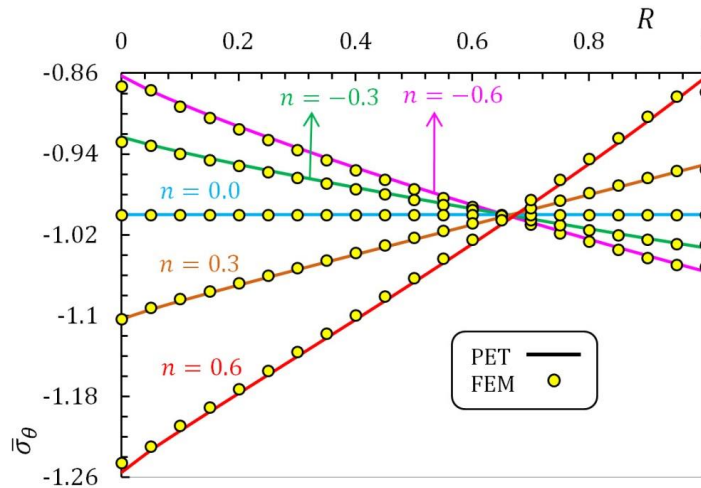 R
0 0.2 0.4 0.6 0.8
-0.86
n = −0.3 n = −0.6
-0.94
n = 0.0
-1.02
n = 0.3
-1.1
PET
n = 0.6
FEM
-1.18
σ̄θ
-1.26